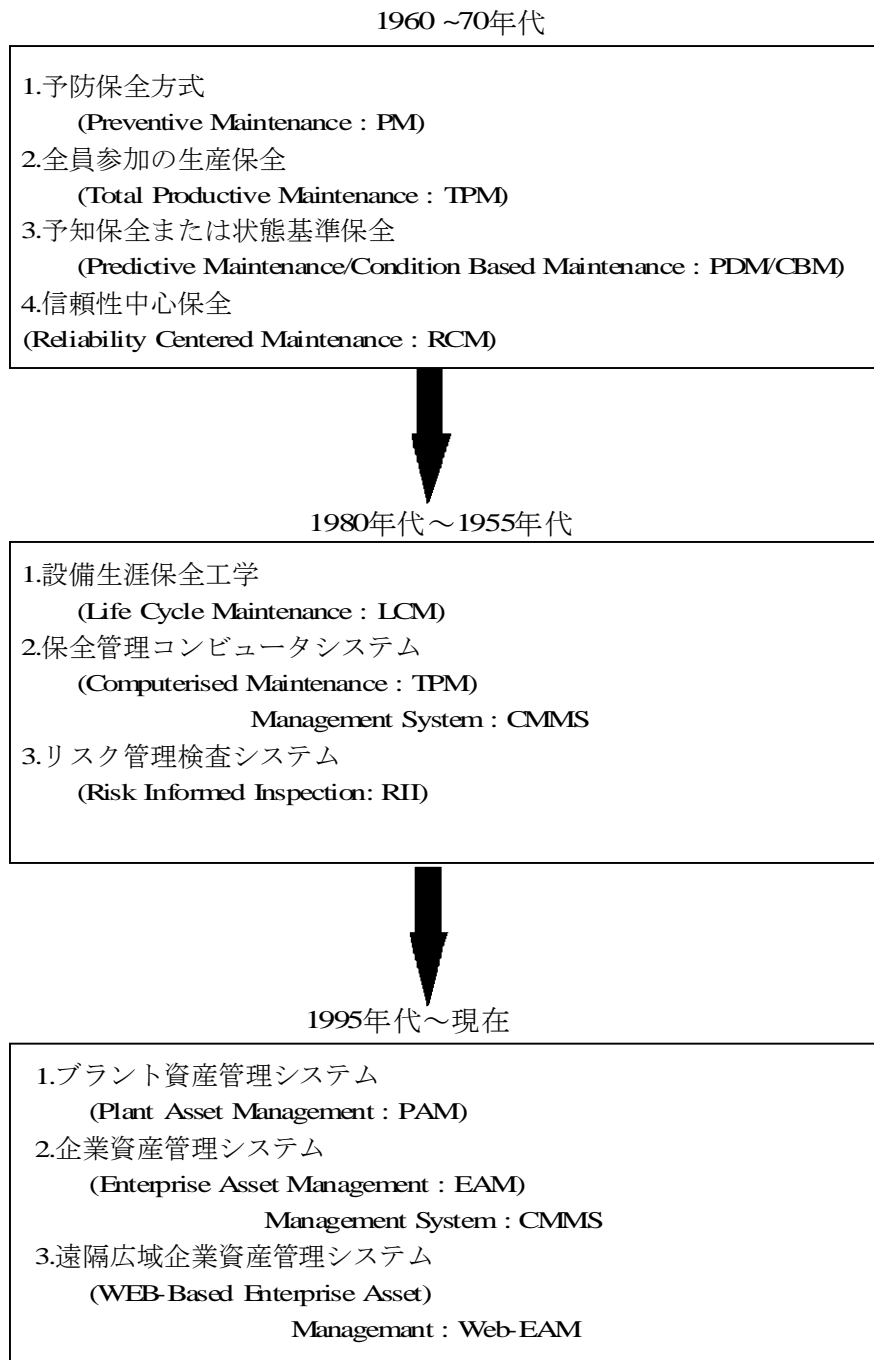 1960 ~70年代
1.予防保全方式
(Preventive Maintenance : PM)
2.全員参加の生産保全
(Total Productive Maintenance : TPM)
3.予知保全または状態基準保全
(Predictive Maintenance/Condition Based Maintenance : PDM/CBM)
4.信頼性中心保全
(Reliability Centered Maintenance : RCM)
1980年代～1955年代
1.設備生涯保全工学
(Life Cycle Maintenance : LCM)
2.保全管理コンビュータシステム
(Computerised Maintenance : TPM)
Management System : CMMS
3.リスク管理検査システム
(Risk Informed Inspection: RII)
1995年代～現在
1.ブラント資産管理システム
(Plant Asset Management : PAM)
2.企業資産管理システム
(Enterprise Asset Management : EAM)
Management System : CMMS
3.遠隔広域企業資産管理システム
(WEB-Based Enterprise Asset)
Managemant : Web-EAM